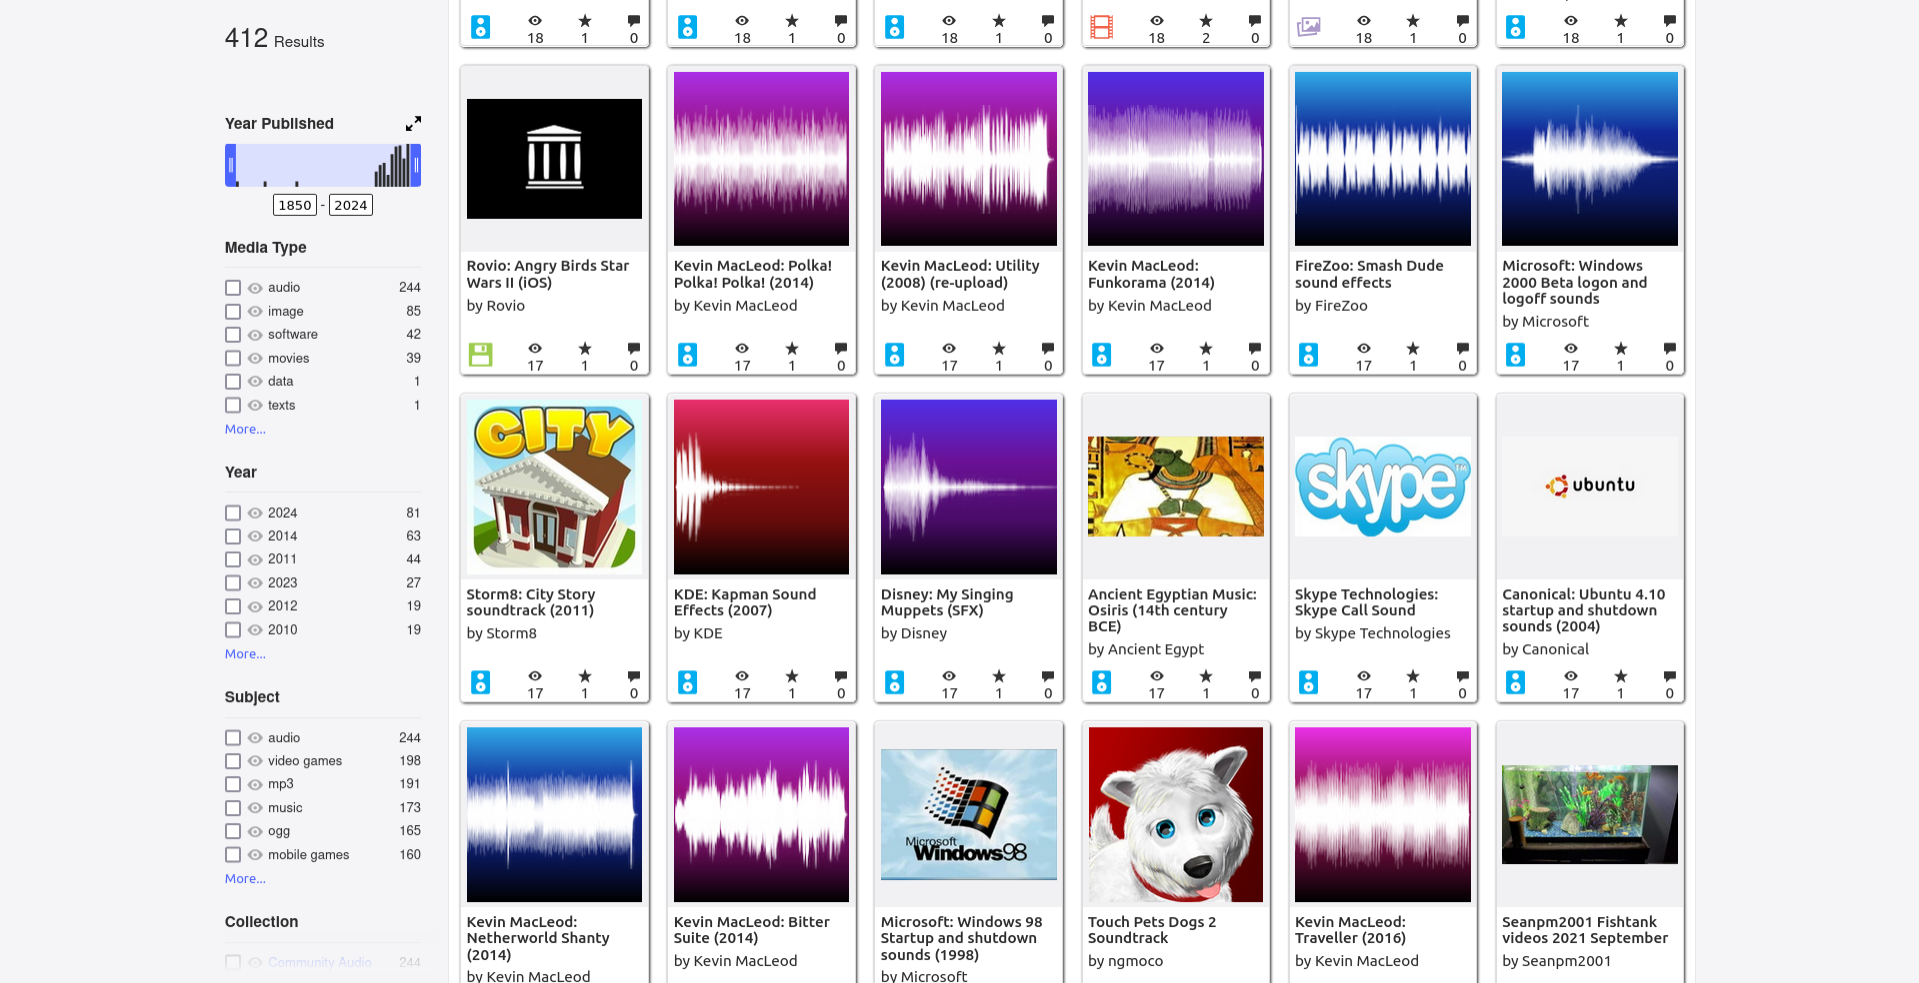 412 Results
Year Published
1850 - 2024
Media Type
audio 244
image 85
software 42
movies 39
data 1
texts 1
More...
Year
2024 81
2014 63
2011 44
2023 27
2012 19
2010 19
More...
Subject
audio 244
video games 198
mp3 191
music 173
ogg 165
mobile games 160
More...
Collection
Community Audio 244
18 1 0
18 1 0
18 1 0
18 2 0
18 1 0
18 1 0
Rovio: Angry Birds Star
Wars II (iOS)
by Rovio
17 1 0
Kevin MacLeod: Polka!
Polka! Polka! (2014)
by Kevin MacLeod
17 1 0
Kevin MacLeod: Utility
(2008) (re-upload)
by Kevin MacLeod
17 1 0
Kevin MacLeod:
Funkorama (2014)
by Kevin MacLeod
17 1 0
FireZoo: Smash Dude
sound effects
by FireZoo
17 1 0
Microsoft: Windows
2000 Beta logon and
logoff sounds
by Microsoft
17 1 0
CITY
Storm8: City Story
soundtrack (2011)
by Storm8
17 1 0
KDE: Kapman Sound
Effects (2007)
by KDE
17 1 0
Disney: My Singing
Muppets (SFX)
by Disney
17 1 0
Ancient Egyptian Music:
Osiris (14th century
BCE)
by Ancient Egypt
17 1 0
skype TM
Skype Technologies:
Skype Call Sound
by Skype Technologies
17 1 0
ubuntu
Canonical: Ubuntu 4.10
startup and shutdown
sounds (2004)
by Canonical
17 1 0
Kevin MacLeod:
Netherworld Shanty
(2014)
by Kevin MacLeod
Kevin MacLeod: Bitter
Suite (2014)
by Kevin MacLeod
Microsoft
Windows98
Microsoft: Windows 98
Startup and shutdown
sounds (1998)
by Microsoft
Touch Pets Dogs 2
Soundtrack
by ngmoco
Kevin MacLeod:
Traveller (2016)
by Kevin MacLeod
Seanpm2001 Fishtank
videos 2021 September
by Seanpm2001